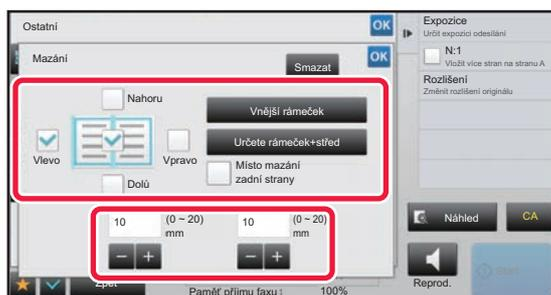 Ostatní
OK
Mazání
Smazat
OK
Nahoru
Vlevo
Vpravo
Dolů
Vnější rámeček
Určete rámeček+střed
Místo mazání
zadní strany
10
(0 ~ 20)
mm
10
(0 ~ 20)
mm
Zpět
Paměť příjmu faxu
100%
Expozice
Určit expozici odesílání
N:1
Vložit více stran na stranu A
Rozlišení
Změnit rozlišení originálu
Náhled
CA
Reprod.
Start